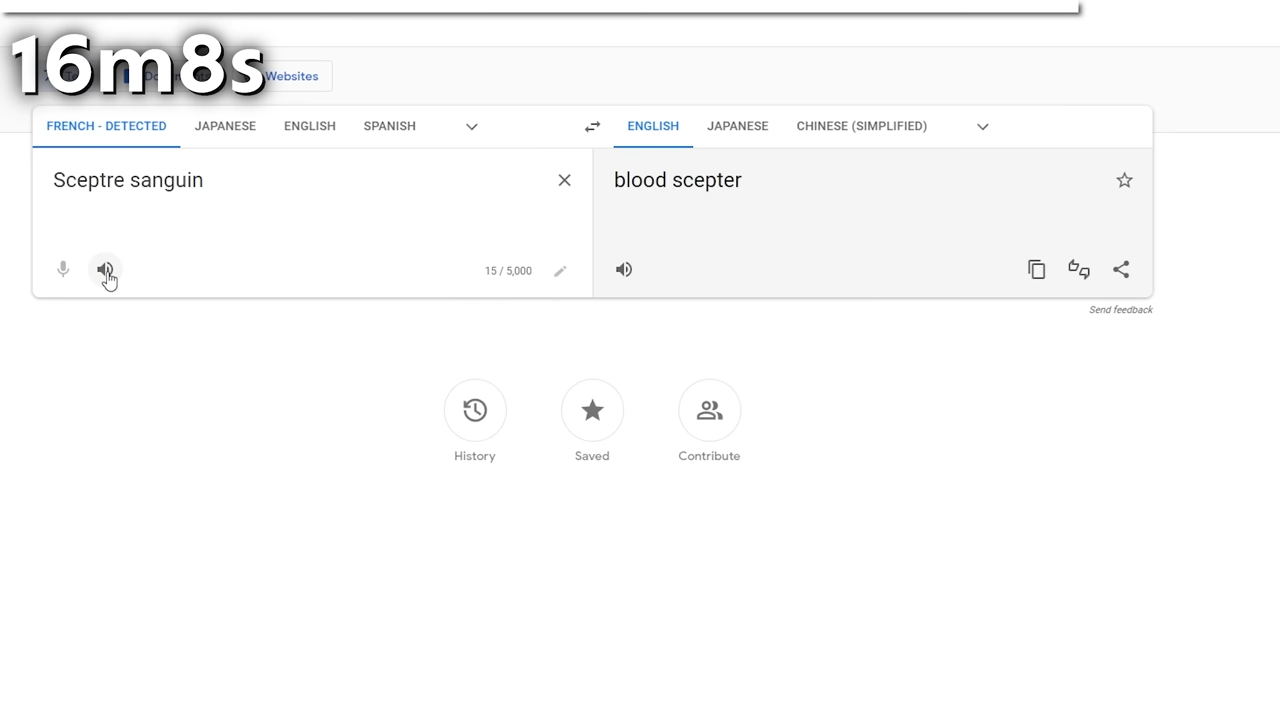 16m8s
Websites
FRENCH - DETECTED JAPANESE ENGLISH SPANISH
ENGLISH JAPANESE CHINESE (SIMPLIFIED)
Sceptre sanguin
blood scepter
15 / 5,000
Send feedback
History
Saved
Contribute